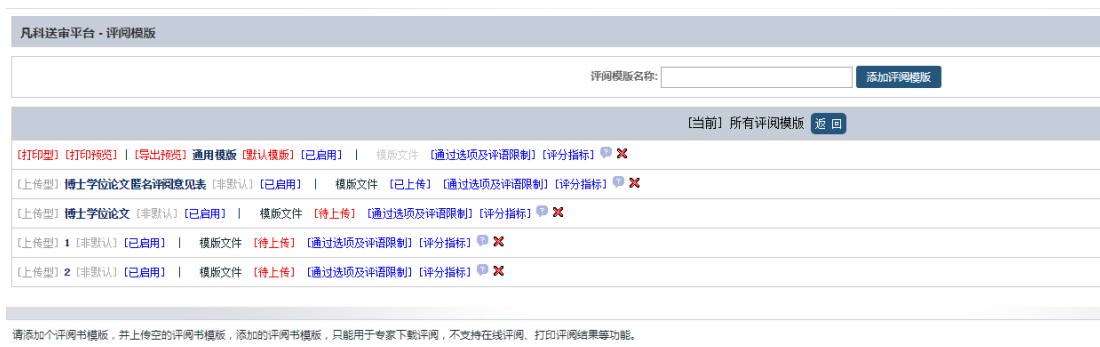 凡科送审平台 - 评阅模版
评阅模版名称: 添加评阅模版
[当前] 所有评阅模版 返 回
[打印型] [打印预览] | [导出预览] 通用模版 [默认模版] [已启用] | 模版文件 [通过选项及评语限制] [评分指标] ?
[上传型] 博士学位论文匿名评阅意见表 [非默认] [已启用] | 模版文件 [已上传] [通过选项及评语限制] [评分指标] ?
[上传型] 博士学位论文 [非默认] [已启用] | 模版文件 [待上传] [通过选项及评语限制] [评分指标] ?
[上传型] 1 [非默认] [已启用] | 模版文件 [待上传] [通过选项及评语限制] [评分指标] ?
[上传型] 2 [非默认] [已启用] | 模版文件 [待上传] [通过选项及评语限制] [评分指标] ?
请添加个评阅书模版，并上传空的评阅书模版，添加的评阅书模版，只能用于专家下载评阅，不支持在线评阅、打印评阅结果等功能。